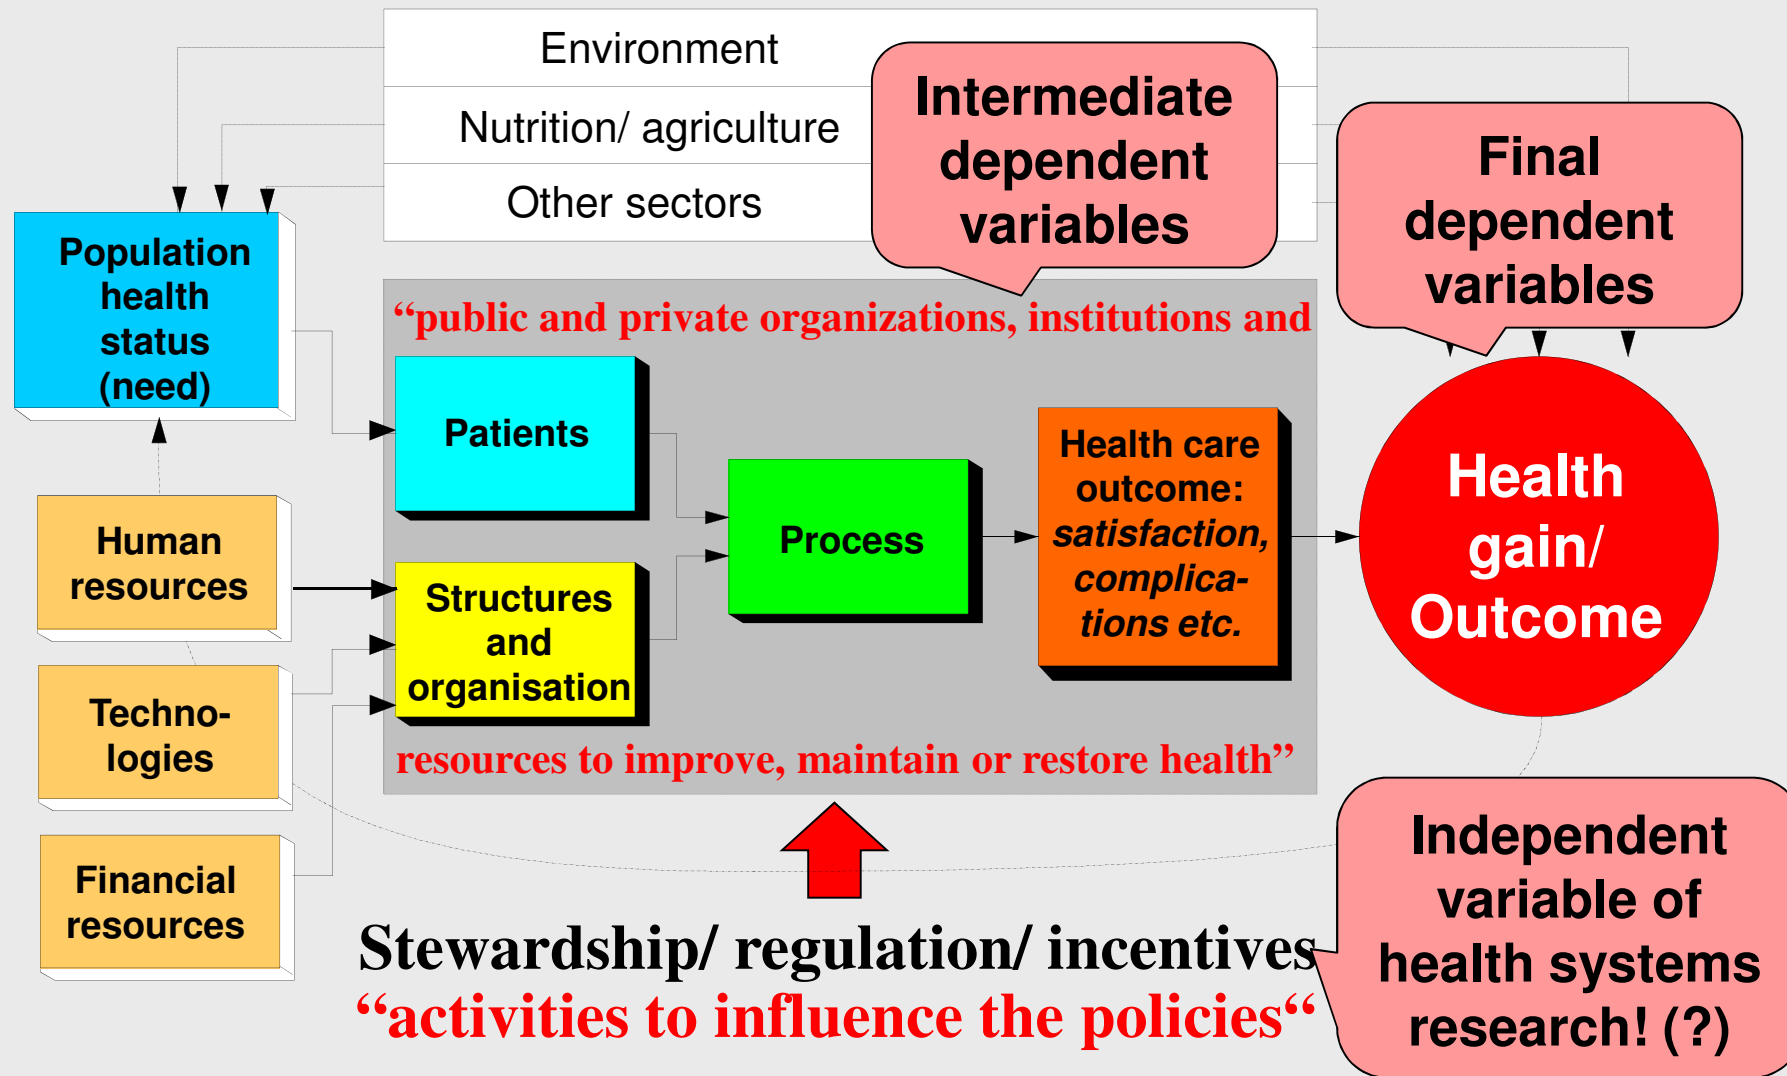 Environment
Nutrition/ agriculture
Other sectors
Intermediate
dependent
variables
Final
dependent
variables
Population
health
status
(need)
“public and private organizations, institutions and
Patients
Human
resources
Process
Health care
outcome:
satisfaction,
complica-
tions etc.
Health
gain/
Outcome
Structures
and
organisation
Techno-
logies
resources to improve, maintain or restore health”
Financial
resources
Stewardship/ regulation/ incentives
“activities to influence the policies“
Independent
variable of
health systems
research! (?)